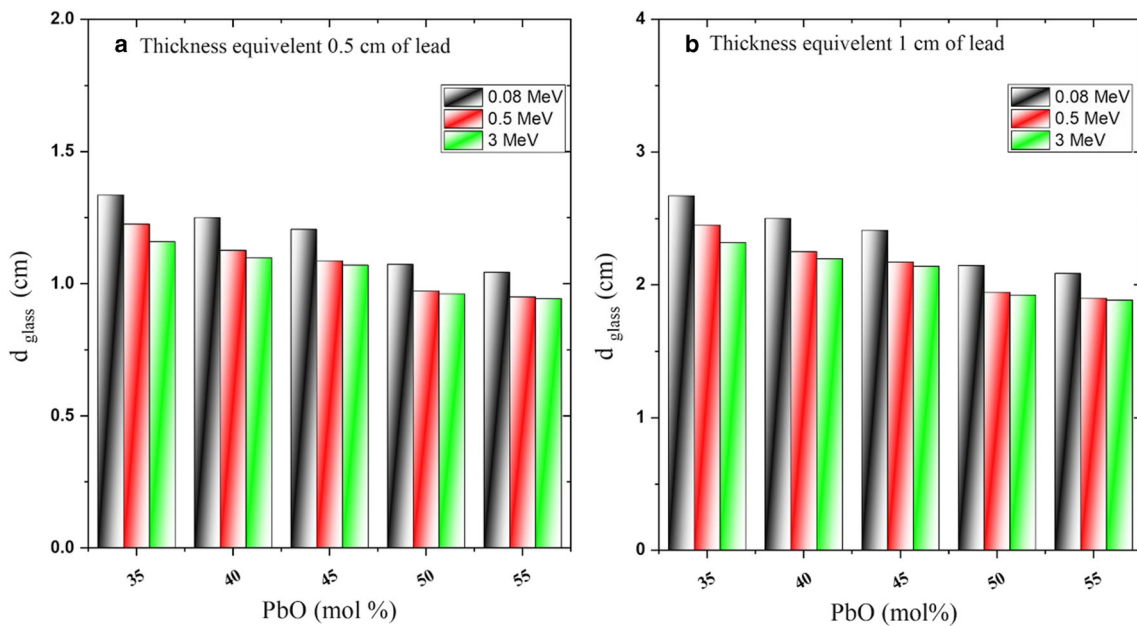 a Thickness equivelent 0.5 cm of lead
0.08 MeV
0.5 MeV
3 MeV
2.0
1.5
1.0
0.5
0.0
d glass (cm)
35 40 45 50 55
PbO (mol %)
b Thickness equivelent 1 cm of lead
0.08 MeV
0.5 MeV
3 MeV
4
3
2
1
0
d glass (cm)
35 40 45 50 55
PbO (mol%)